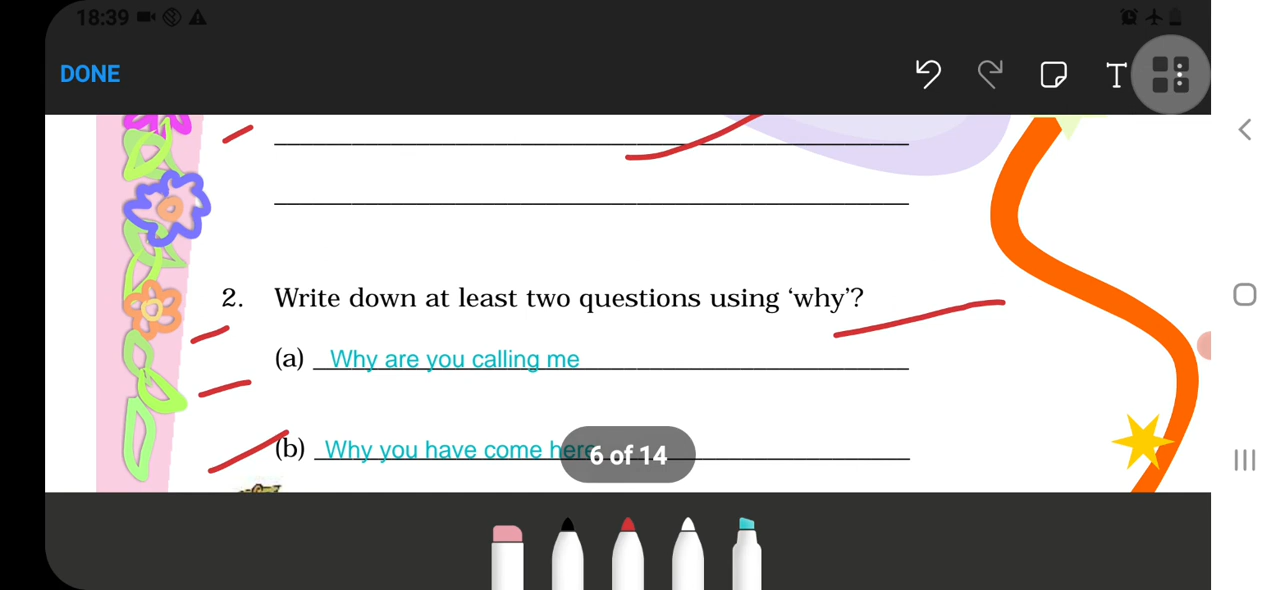 18:39
DONE
T
2. Write down at least two questions using ‘why’?
(a) Why are you calling me
(b) Why you have come here
6 of 14